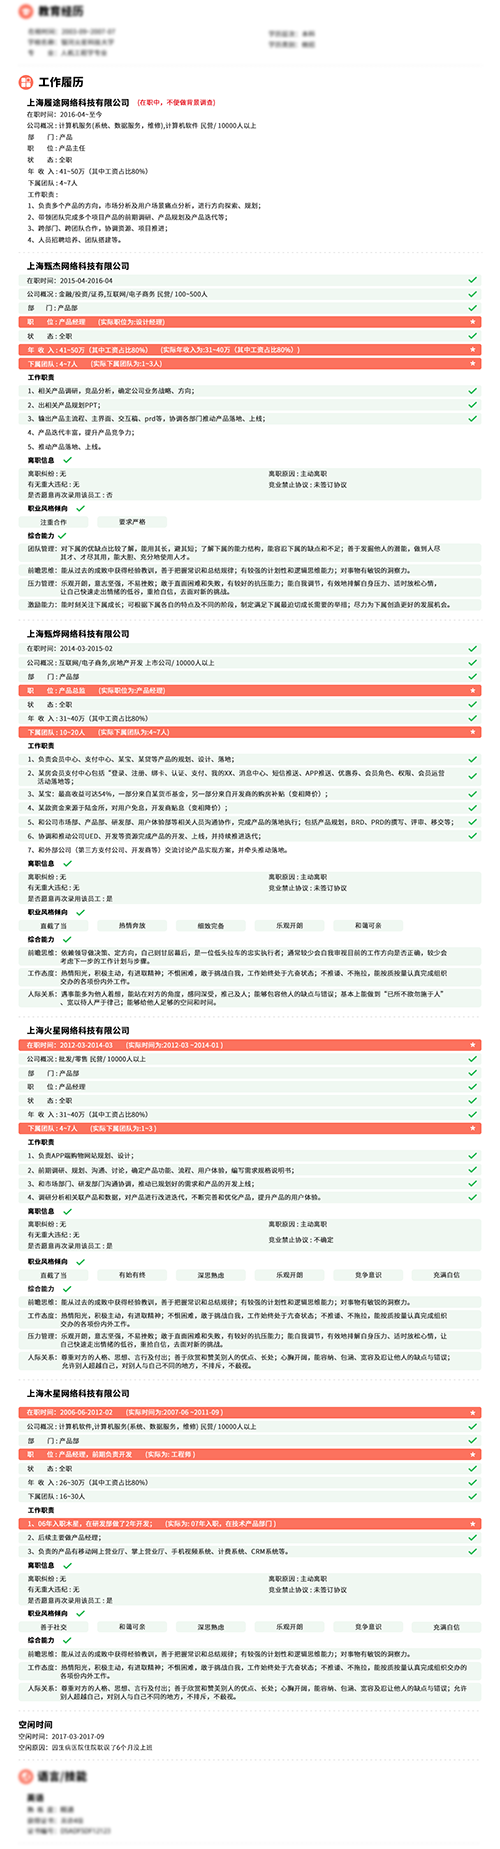 教育经历
工作履历
上海履途网络科技有限公司 (在职中，不便做背景调查)
在职时间：2016-04~至今
公司概况：计算机服务(系统、数据服务，维修),计算机软件 民营/ 10000人以上
部 门：产品
职 位：产品主任
状 态：全职
年 收 入：41~50万（其中工资占比80%）
下属团队：4~7人
工作职责：
1、负责多个产品的方向，市场分析及用户场景痛点分析，进行方向探索、规划；
2、带领团队完成多个项目产品的前期调研、产品规划及产品迭代等；
3、跨部门、跨团队合作，协调资源、项目推进；
4、人员招聘培养、团队搭建等。
上海甄杰网络科技有限公司
在职时间：2015-04-2016-04
公司概况：金融/投资/证券,互联网/电子商务 民营/ 100~500人
部 门：产品部
职 位：产品经理 (实际职位为:设计经理)
状 态：全职
年 收 入：41~50万（其中工资占比80%） (实际年收入为:31~40万（其中工资占比80%）)
下属团队：4~7人 (实际下属团队为:1~3人)
工作职责
1、相关产品调研，竞品分析，确定公司业务战略、方向；
2、出相关产品规划PPT；
3、输出产品主流程、主界面、交互稿、prd等，协调各部门推动产品落地、上线；
4、产品迭代丰富，提升产品竞争力；
5、推动产品落地、上线。
离职信息
离职纠纷：无 离职原因：主动离职
有无重大违纪：无 竞业禁止协议：未签订协议
是否愿意再次录用该员工：否
职业风格倾向
注重合作 要求严格
综合能力
团队管理：对下属的优缺点比较了解，能用其长，避其短；了解下属的能力结构，能容忍下属的缺点和不足；善于发掘他人的潜能，做到人尽
其才、才尽其用，能大胆、充分地使用人才。
前瞻思维：能从过去的成败中获得经验教训，善于把握常识和总结规律；有较强的计划性和逻辑思维能力；对事物有敏锐的洞察力。
压力管理：乐观开朗，意志坚强，不易挫败；敢于直面困难和失败，有较好的抗压能力；能自我调节，有效地排解自身压力、适时放松心情，
让自己快速走出情绪的低谷，重拾自信，去面对新的挑战。
激励能力：能时刻关注下属成长；可根据下属各自的特点及不同的阶段，制定满足下属最迫切成长需要的举措；尽力为下属创造更好的发展机会。
上海甄烨网络科技有限公司
在职时间：2014-03-2015-02
公司概况：互联网/电子商务,房地产开发 上市公司/ 10000人以上
部 门：产品部
职 位：产品总监 (实际职位为:产品经理)
状 态：全职
年 收 入：31~40万（其中工资占比80%）
下属团队：10~20人 (实际下属团队为:4~7人)
工作职责
1、负责会员中心、支付中心、某宝、某贷等产品的规划、设计、落地；
2、某房会员支付中心包括“登录、注册、绑卡、认证、支付、我的XX、消息中心、短信推送、APP推送、优惠券、会员角色、权限、会员运营
活动落地等；
3、某宝：最高收益可达54%，一部分来自某货币基金，另一部分来自开发商的购房补贴（变相降价）；
4、某款资金来源于陆金所，对用户免息，开发商贴息（变相降价）；
5、和公司市场部、产品部、研发部、用户体验部等相关人员沟通协作，完成产品的落地执行；包括产品规划，BRD、PRD的撰写、评审、移交等；
6、协调和推动公司UED、开发等资源完成产品的开发、上线，并持续推进迭代；
7、和外部公司（第三方支付公司、开发商等）交流讨论产品实现方案，并牵头推动落地。
离职信息
离职纠纷：无 离职原因：主动离职
有无重大违纪：无 竞业禁止协议：未签订协议
是否愿意再次录用该员工：是
职业风格倾向
直截了当 热情奔放 细致完备 乐观开朗 和蔼可亲
综合能力
前瞻思维：依赖领导做决策、定方向，自己则甘居幕后，是一位低头拉车的忠实执行者；通常较少会自我审视目前的工作方向是否正确，较少会
考虑下一步的工作计划与步骤。
工作态度：热情阳光，积极主动，有进取精神；不惧困难，敢于挑战自我，工作始终处于亢奋状态；不推诿、不拖拉，能按质按量认真完成组织
交办的各项份内外工作。
人际关系：遇事能多为他人着想，能站在对方的角度，感同深受，推己及人；能够包容他人的缺点与错误；基本上能做到“已所不欲勿施于人”
、宽以待人严于律己；能够给他人足够的空间和时间。
上海火星网络科技有限公司
在职时间：2012-03-2014-03 (实际时间为:2012-03 ~2014-01 )
公司概况：批发/零售 民营/ 10000人以上
部 门：产品部
职 位：产品经理
状 态：全职
年 收 入：31~40万（其中工资占比80%）
下属团队：4~7人 (实际下属团队为:1~3 )
工作职责
1、负责APP端购物网站规划、设计；
2、前期调研、规划、沟通、讨论，确定产品功能、流程、用户体验，编写需求规格说明书；
3、和市场部门、研发部门沟通协调，推动已规划好的需求和产品的开发上线；
4、调研分析相关联产品和数据，对产品进行改进迭代，不断完善和优化产品，提升产品的用户体验。
离职信息
离职纠纷：无 离职原因：主动离职
有无重大违纪：无 竞业禁止协议：不确定
是否愿意再次录用该员工：是
职业风格倾向
直截了当 有始有终 深思熟虑 乐观开朗 竞争意识 充满自信
综合能力
前瞻思维：能从过去的成败中获得经验教训，善于把握常识和总结规律；有较强的计划性和逻辑思维能力；对事物有敏锐的洞察力。
工作态度：热情阳光，积极主动，有进取精神；不惧困难，敢于挑战自我，工作始终处于亢奋状态；不推诿、不拖拉，能按质按量认真完成组织
交办的各项份内外工作。
压力管理：乐观开朗，意志坚强，不易挫败；敢于直面困难和失败，有较好的抗压能力；能自我调节，有效地排解自身压力、适时放松心情，让
自己快速走出情绪的低谷，重拾自信，去面对新的挑战。
人际关系：尊重对方的人格、思想、言行及付出；善于欣赏和赞美别人的优点、长处；心胸开阔，能容纳、包涵、宽容及忍让他人的缺点与错误；
允许别人超越自己，对别人与自己不同的地方，不排斥，不藐视。
上海木星网络科技有限公司
在职时间：2006-06-2012-02 (实际时间为:2007-06 ~2011-09 )
公司概况：计算机软件,计算机服务(系统、数据服务，维修) 民营/ 10000人以上
部 门：产品部
职 位：产品经理，前期负责开发 (实际为: 工程师 )
状 态：全职
年 收 入：26~30万（其中工资占比80%）
下属团队：16~30人
工作职责
1、06年入职木星，在研发部做了2年开发； (实际为: 07年入职，在技术产品部门 )
2、后续主要做产品经理；
3、负责的产品有移动网上营业厅、掌上营业厅、手机视频系统、计费系统、CRM系统等。
离职信息
离职纠纷：无 离职原因：主动离职
有无重大违纪：无 竞业禁止协议：未签订协议
是否愿意再次录用该员工：是
职业风格倾向
善于社交 和蔼可亲 深思熟虑 乐观开朗 竞争意识 充满自信
综合能力
前瞻思维：能从过去的成败中获得经验教训，善于把握常识和总结规律；有较强的计划性和逻辑思维能力；对事物有敏锐的洞察力。
工作态度：热情阳光，积极主动，有进取精神；不惧困难，敢于挑战自我，工作始终处于亢奋状态；不推诿、不拖拉，能按质按量认真完成组织交办的
各项份内外工作。
人际关系：尊重对方的人格、思想、言行及付出；善于欣赏和赞美别人的优点、长处；心胸开阔，能容纳、包涵、宽容及忍让他人的缺点与错误；允许
别人超越自己，对别人与自己不同的地方，不排斥，不藐视。
空闲时间
空闲时间：2017-03-2017-09
空闲原因：因生病医院住院耽误了6个月没上班
语言/技能
英语